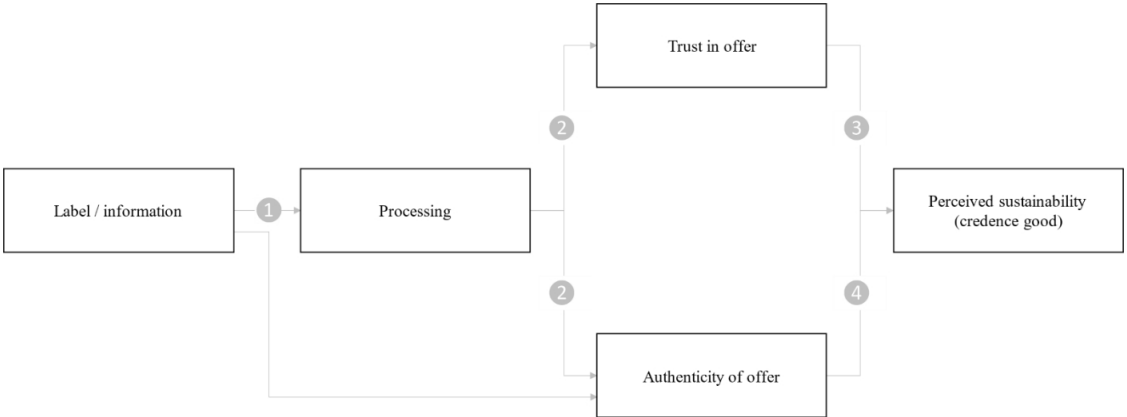 Trust in offer
2
3
Label / information
1
Processing
Perceived sustainability
(credence good)
2
4
Authenticity of offer